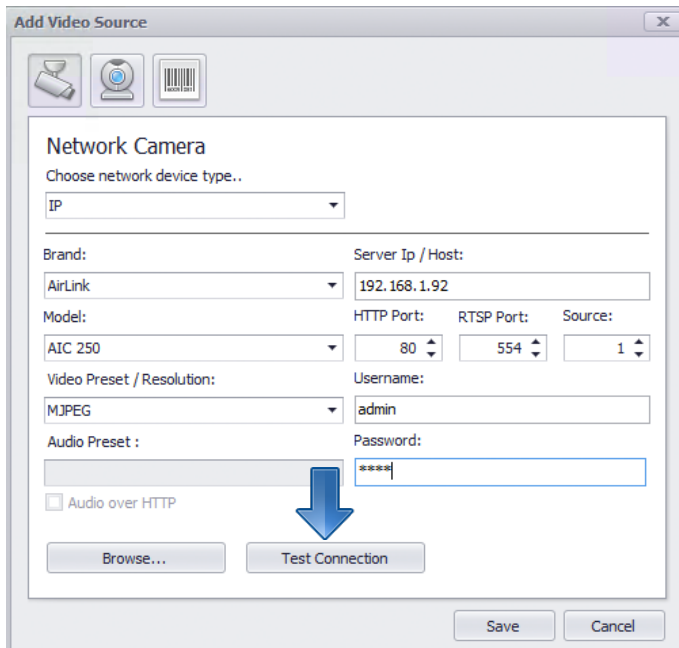 Add Video Source
Network Camera
Choose network device type..
IP
Brand:
Server Ip / Host:
AirLink
192.168.1.92
Model:
HTTP Port:
RTSP Port:
Source:
AIC 250
80
554
1
Video Preset / Resolution:
Username:
MJPEG
admin
Audio Preset :
Password:
****
Audio over HTTP
Browse...
Test Connection
Save
Cancel